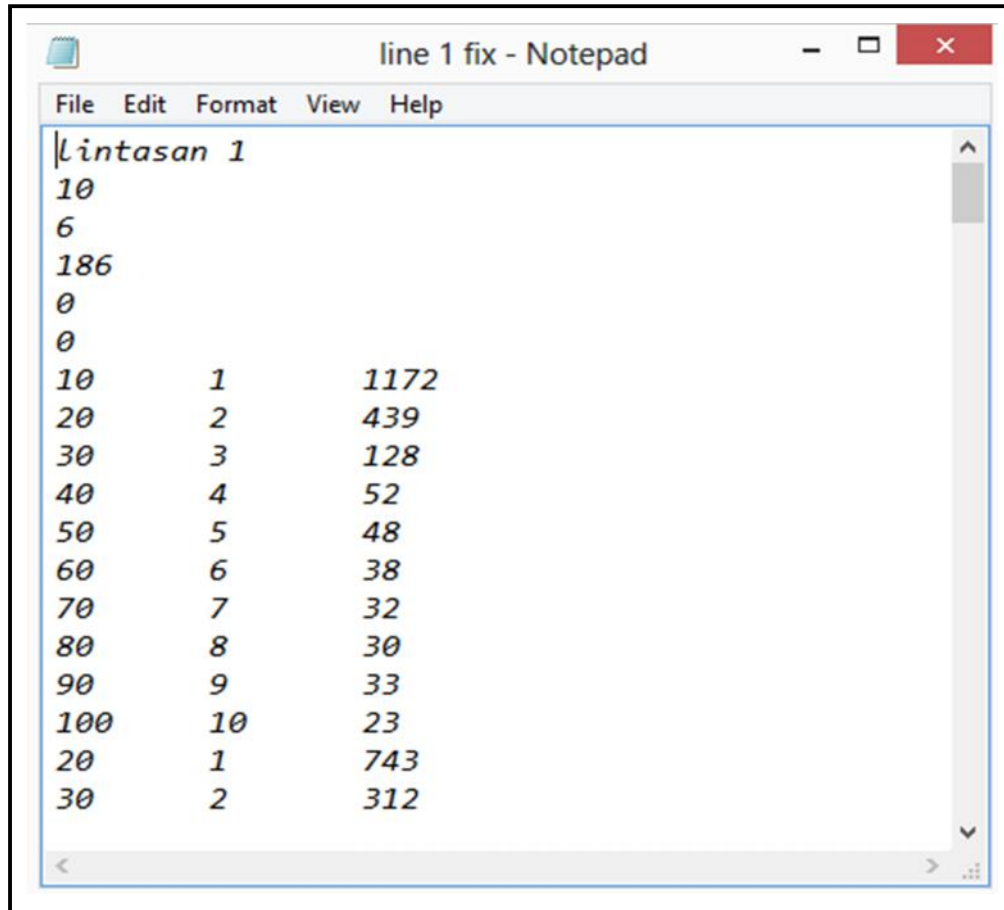 line 1 fix - Notepad
File Edit Format View Help
Lintasan 1
10
6
186
0
0
10 1 1172
20 2 439
30 3 128
40 4 52
50 5 48
60 6 38
70 7 32
80 8 30
90 9 33
100 10 23
20 1 743
30 2 312